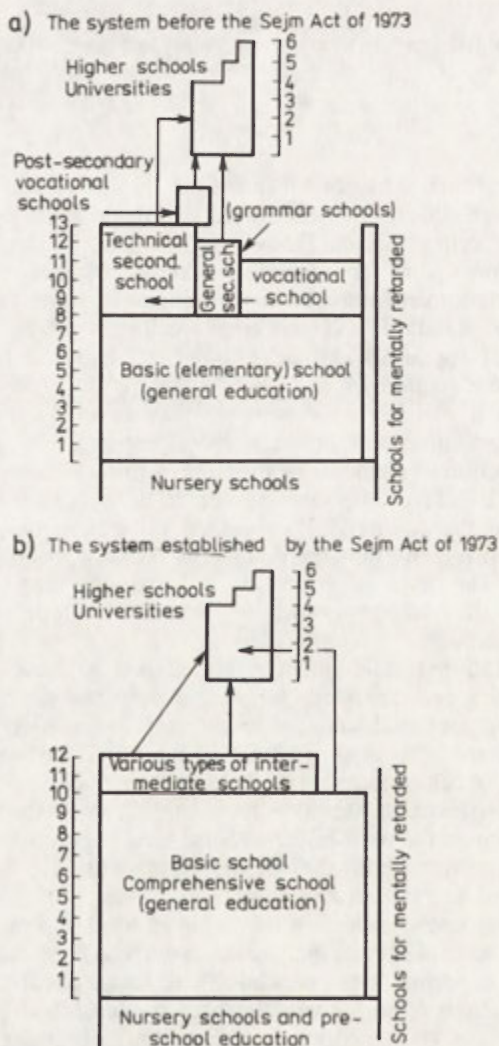 a) The system before the Sejm Act of 1973
Higher schools
Universities
6
5
4
3
2
1
Post-secondary
vocational
schools
(grammar schools)
13
12
11
10
9
8
7
6
5
4
3
2
1
Technical
second.
school
General
sec. sch.
vocational
school
Basic (elementary) school
(general education)
Nursery schools
Schools for mentally retarded
b) The system established by the Sejm Act of 1973
Higher schools
Universities
6
5
4
3
2
1
12
11
10
9
8
7
6
5
4
3
2
1
Various types of inter-
mediate schools
Basic school
Comprehensive school
(general education)
Nursery schools and pre-
school education
Schools for mentally retarded